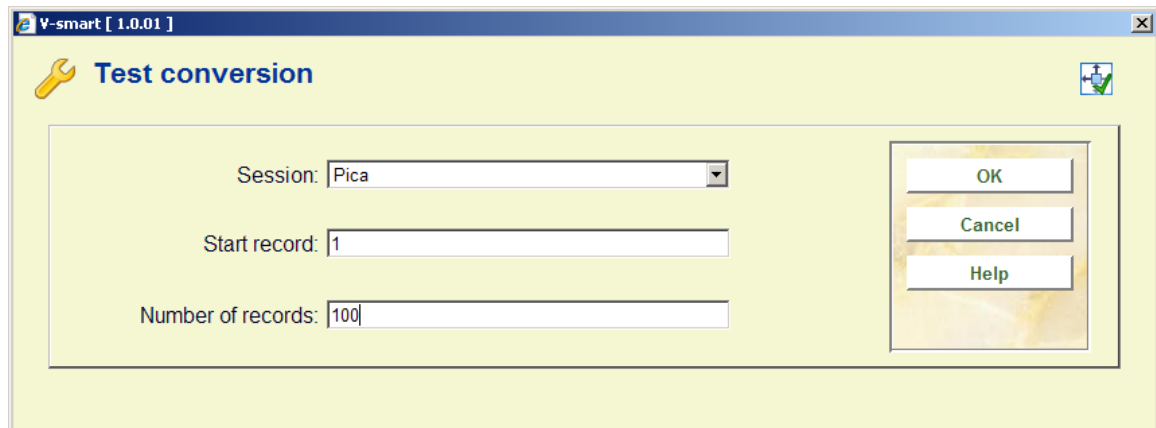 V-smart [ 1.0.01 ]
Test conversion
Session: Pica
Start record: 1
Number of records: 100
OK
Cancel
Help